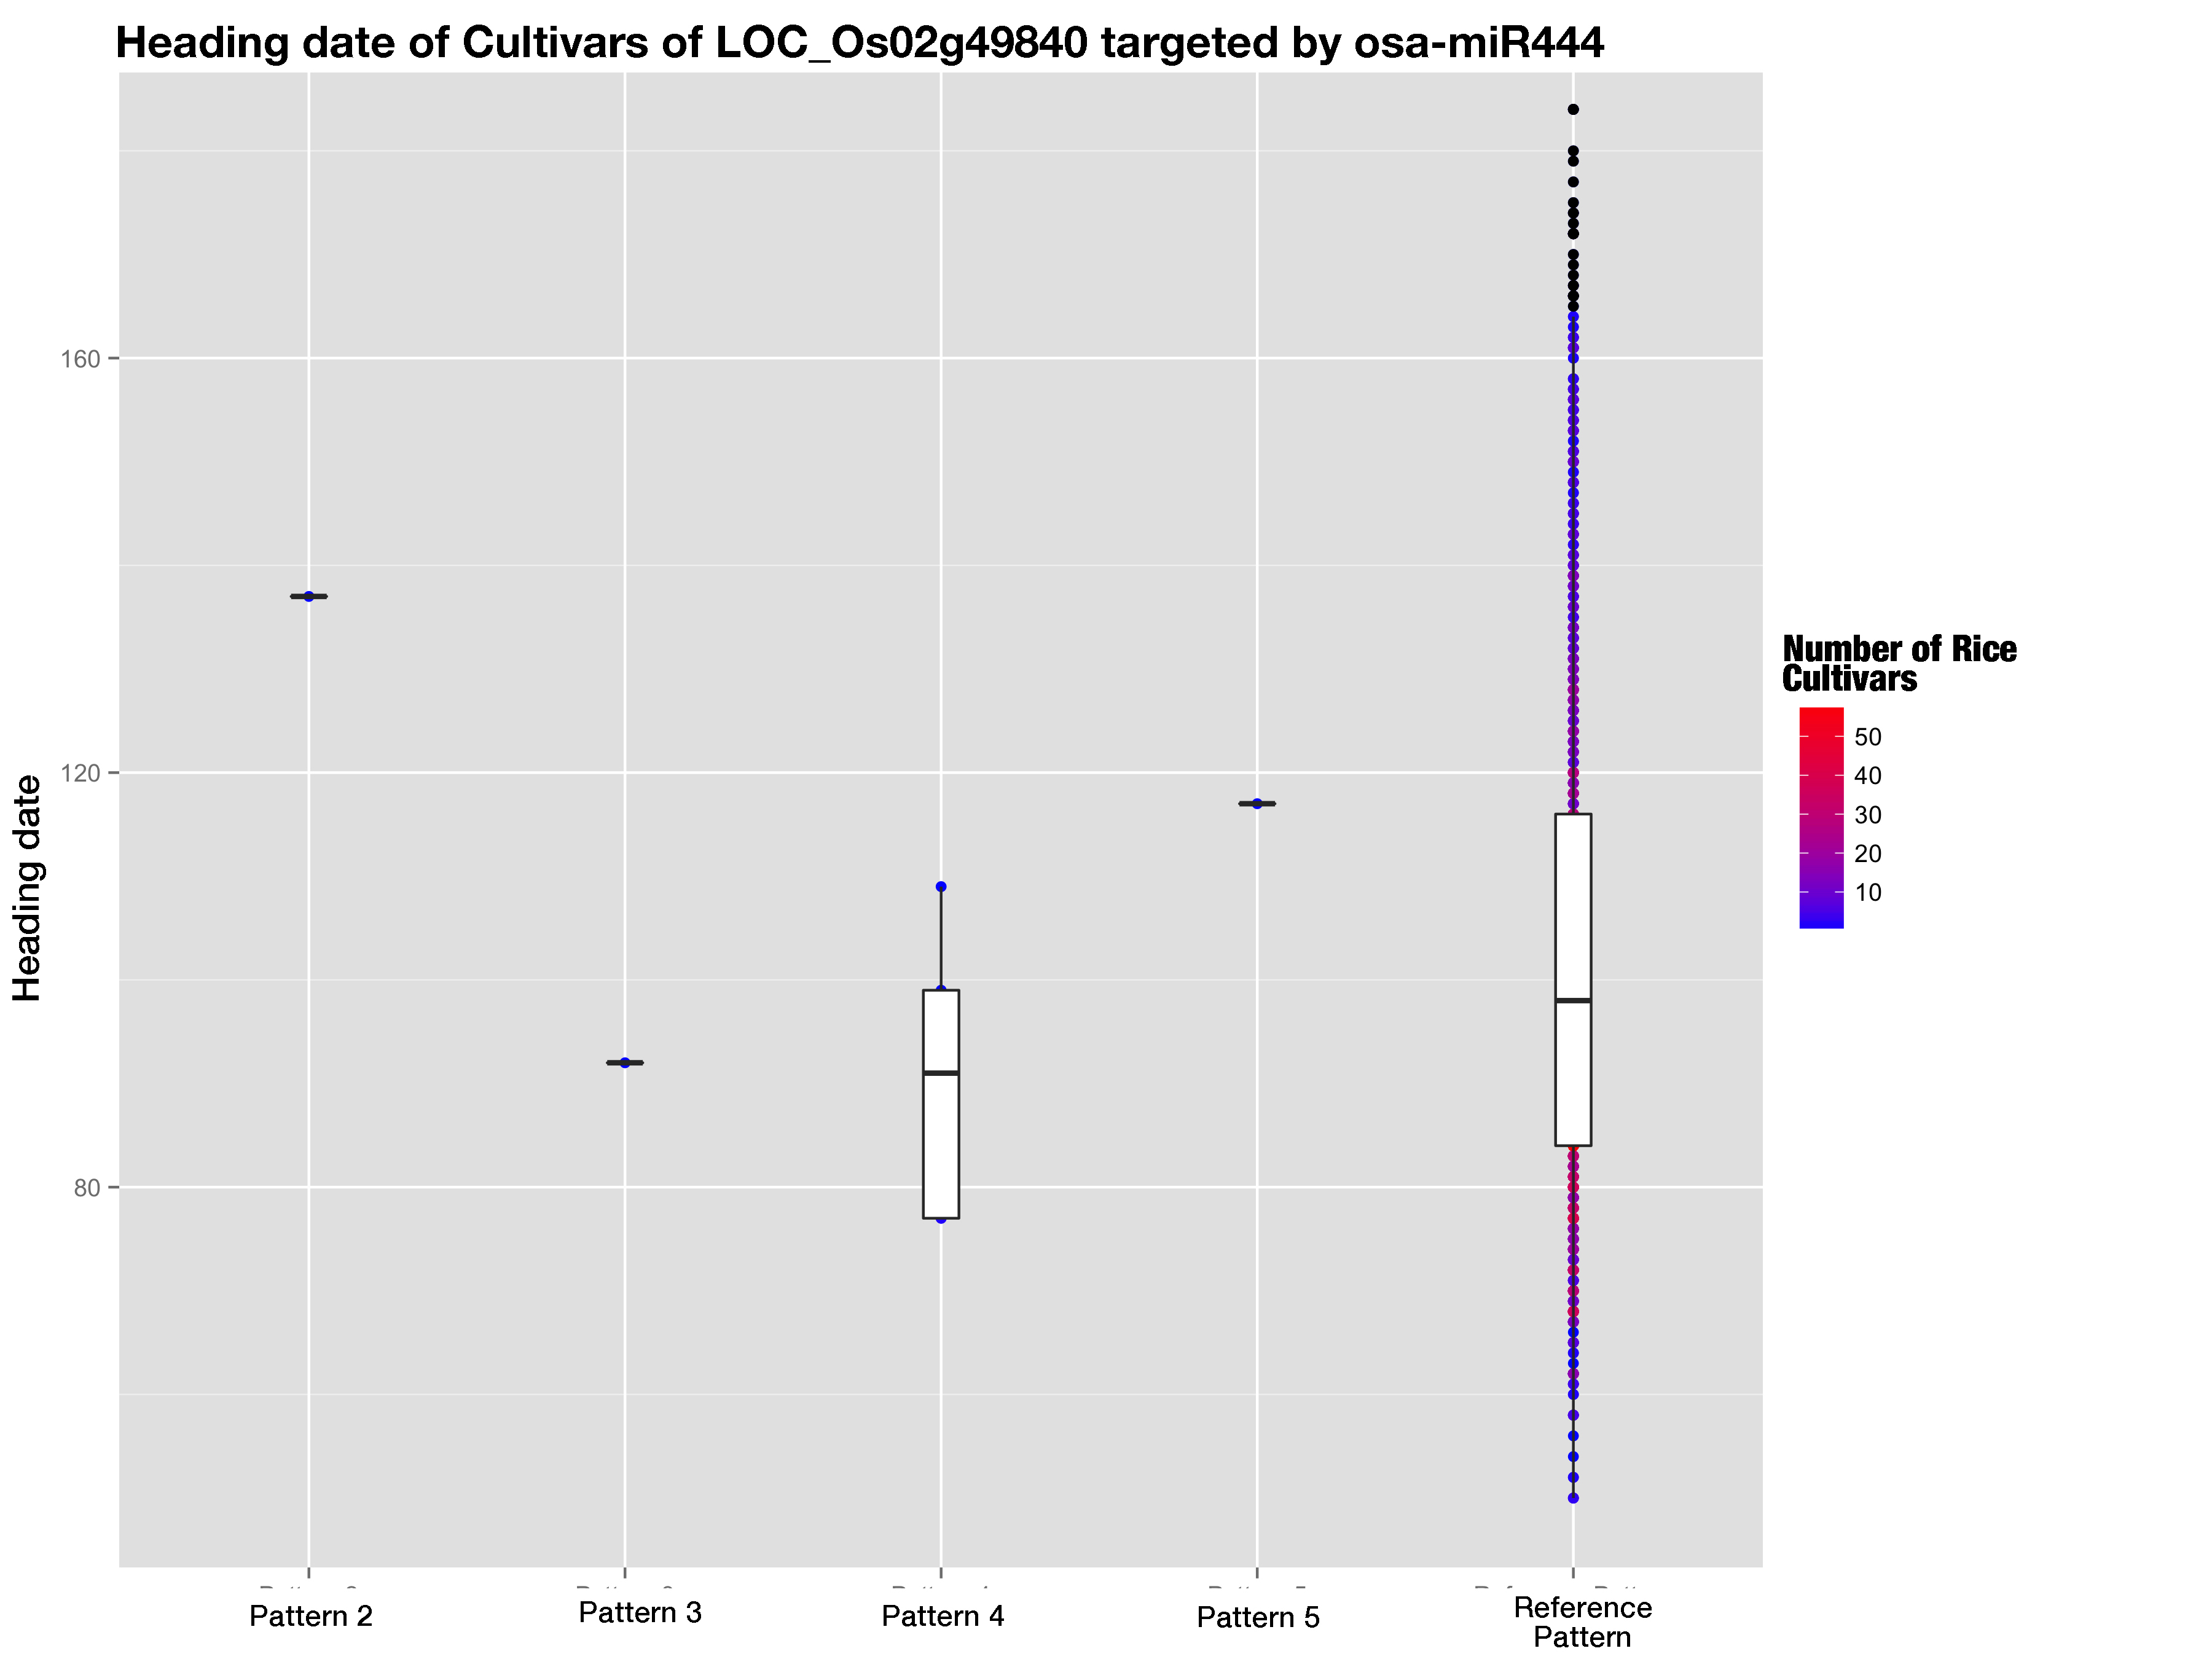 Heading date of Cultivars of LOC_Os02g49840 targeted by osa-miR444
160
120
80
Heading date
Number of Rice
Cultivars
50
40
30
20
10
Pattern 2
Pattern 3
Pattern 4
Pattern 5
Reference
Pattern